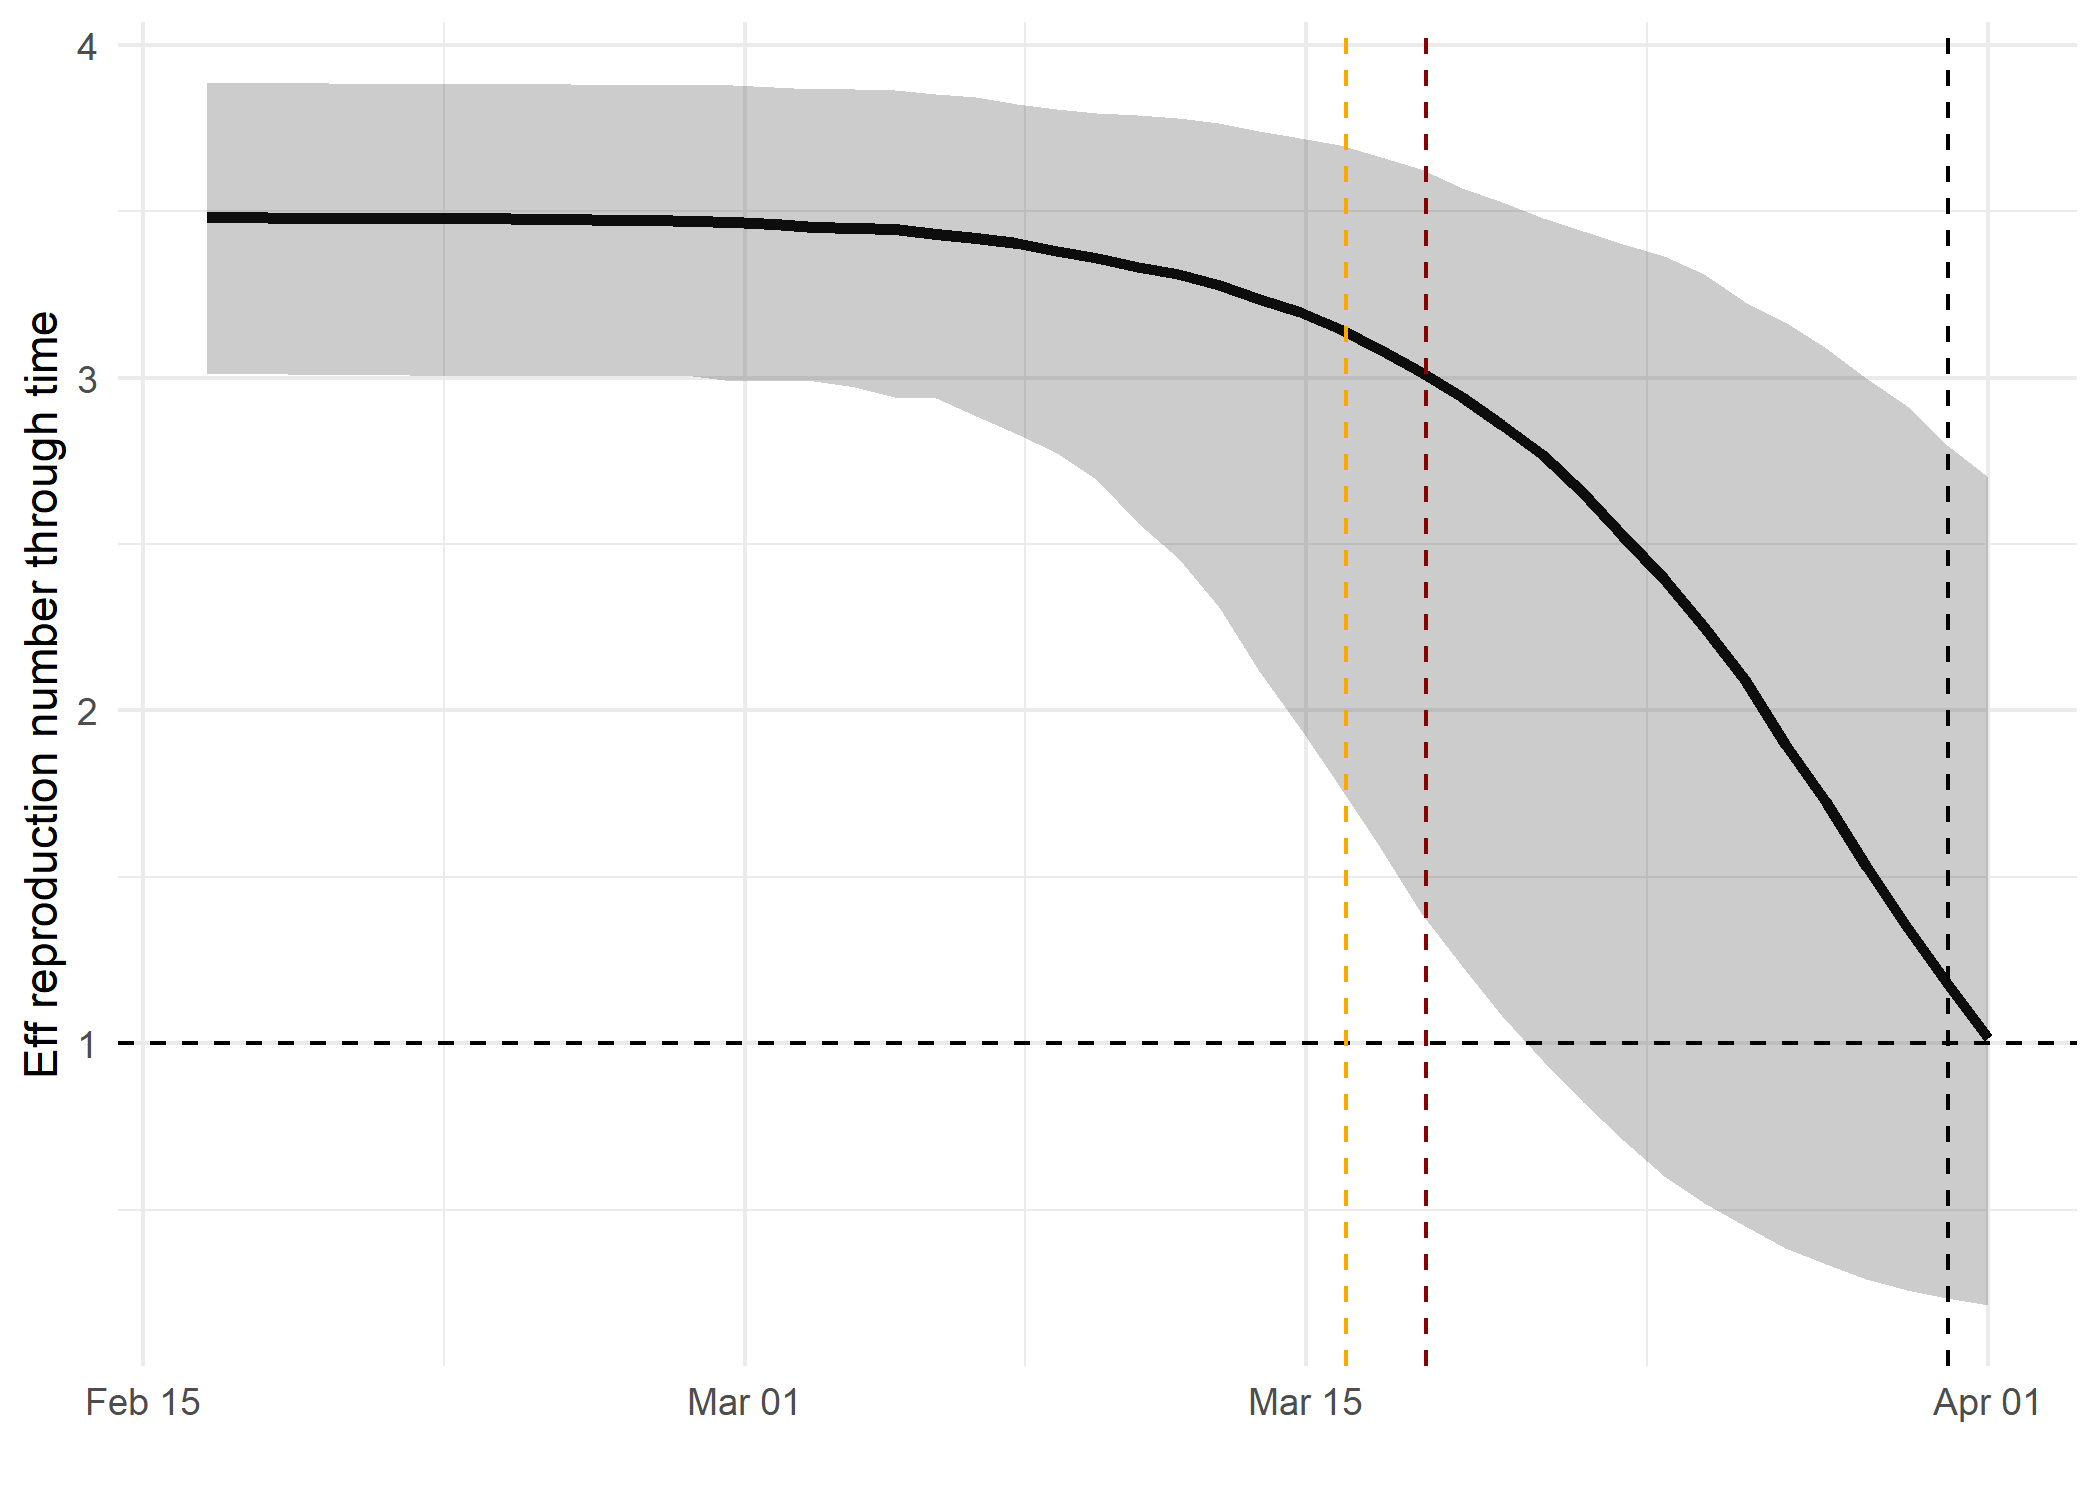 Eff reproduction number through time
4
3
2
1
Feb 15
Mar 01
Mar 15
Apr 01